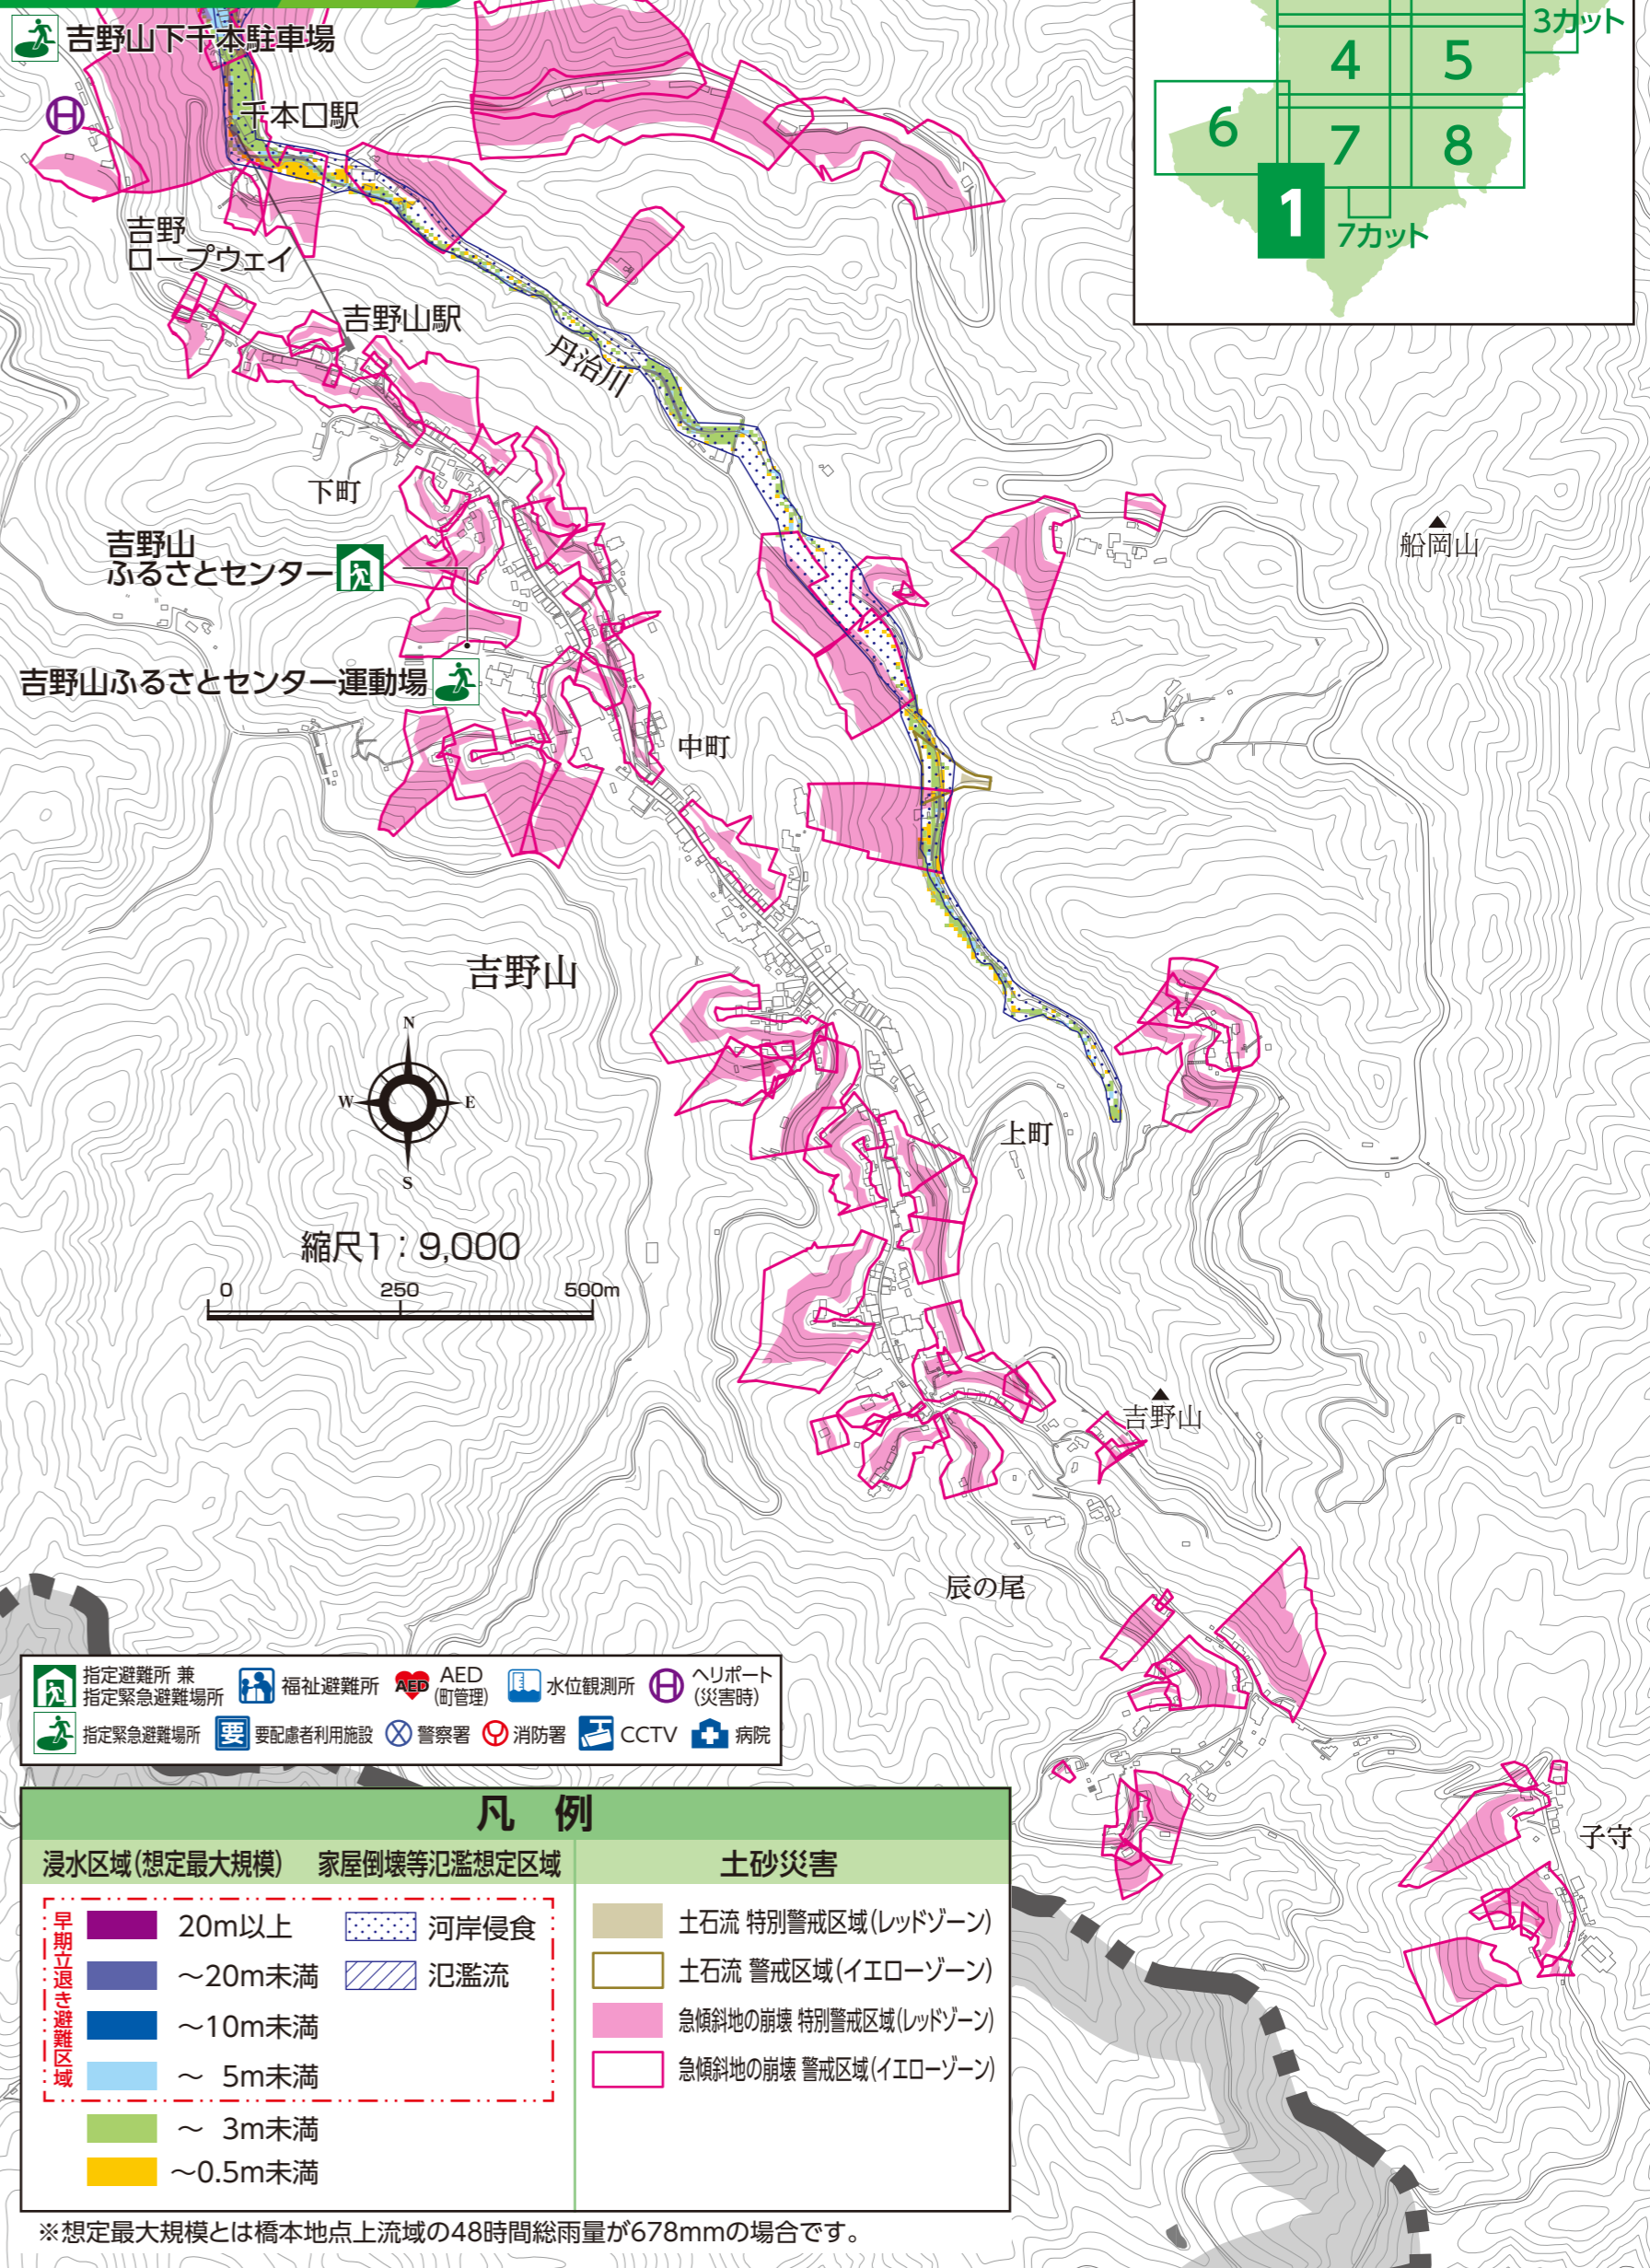 吉野山下千本駐車場
千本口駅
吉野
ロープウェイ
吉野山駅
丹治川
下町
吉野山
ふるさとセンター
吉野山ふるさとセンター運動場
中町
船岡山
3カット
4
5
6
7
8
1
7カット
吉野山
N
W
E
S
縮尺1：9,000
0
250
500m
上町
吉野山
辰の尾
子守
指定避難所 兼
指定緊急避難場所
福祉避難所
AED
AED
(町管理)
水位観測所
ヘリポート
(災害時)
指定緊急避難場所
要
要配慮者利用施設
警察署
消防署
CCTV
病院
凡 例
浸水区域(想定最大規模)
家屋倒壊等氾濫想定区域
土砂災害
早期立退き避難区域
20m以上
～20m未満
～10m未満
～ 5m未満
～ 3m未満
～0.5m未満
河岸侵食
氾濫流
土石流 特別警戒区域(レッドゾーン)
土石流 警戒区域(イエローゾーン)
急傾斜地の崩壊 特別警戒区域(レッドゾーン)
急傾斜地の崩壊 警戒区域(イエローゾーン)
※想定最大規模とは橋本地点上流域の48時間総雨量が678mmの場合です。